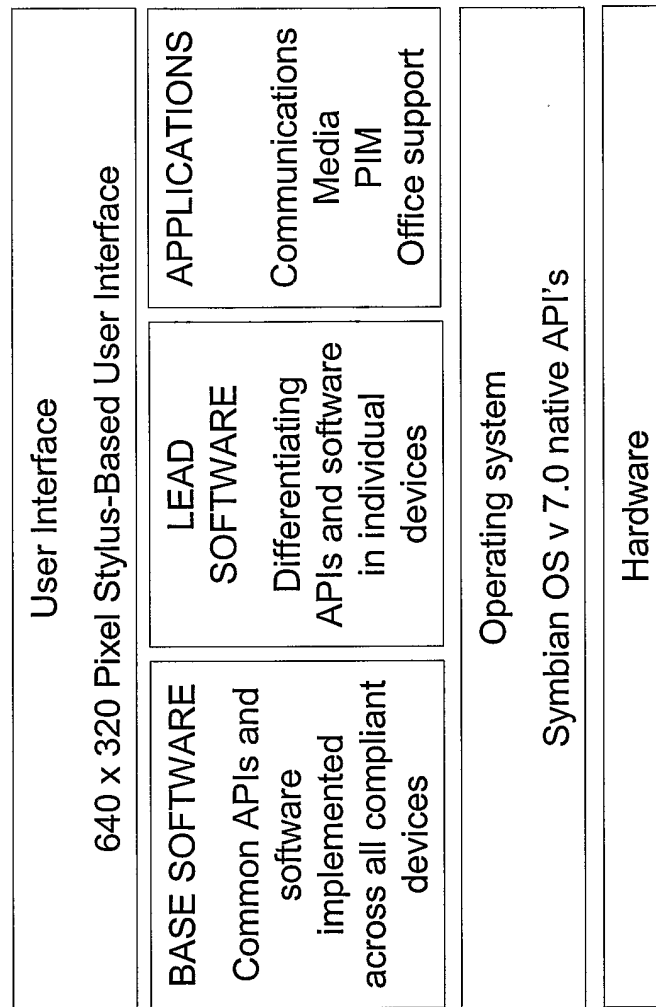 User Interface
640 x 320 Pixel Stylus-Based User Interface
BASE SOFTWARE
Common APIs and
software
implemented
across all compliant
devices
LEAD
SOFTWARE
Differentiating
APIs and software
in individual
devices
APPLICATIONS
Communications
Media
PIM
Office support
Operating system
Symbian OS v 7.0 native API's
Hardware